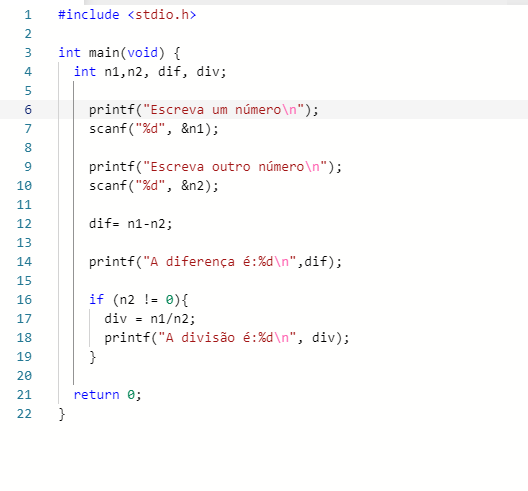 1 #include <stdio.h>
2
3 int main(void) {
4 int n1,n2, dif, div;
5
6 printf("Escreva um número\n");
7 scanf("%d", &n1);
8
9 printf("Escreva outro número\n");
10 scanf("%d", &n2);
11
12 dif= n1-n2;
13
14 printf("A diferença é:%d\n",dif);
15
16 if (n2 != 0){
17 div = n1/n2;
18 printf("A divisão é:%d\n", div);
19 }
20
21 return 0;
22 }